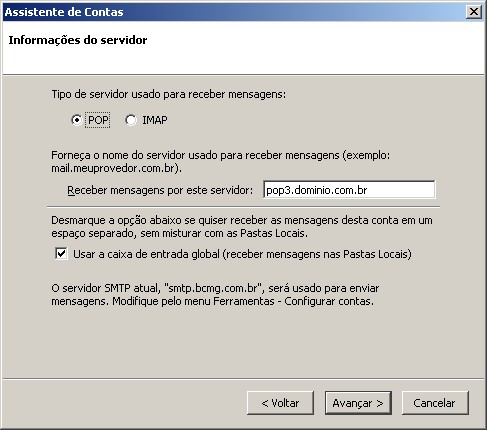 Assistente de Contas
Informações do servidor
Tipo de servidor usado para receber mensagens:
POP IMAP
Forneça o nome do servidor usado para receber mensagens (exemplo:
mail.meuprovedor.com.br).
Receber mensagens por este servidor: pop3.dominio.com.br
Desmarque a opção abaixo se quiser receber as mensagens desta conta em um
espaço separado, sem misturar com as Pastas Locais.
Usar a caixa de entrada global (receber mensagens nas Pastas Locais)
O servidor SMTP atual, "smtp.bcmg.com.br", será usado para enviar
mensagens. Modifique pelo menu Ferramentas - Configurar contas.
< Voltar Avançar > Cancelar